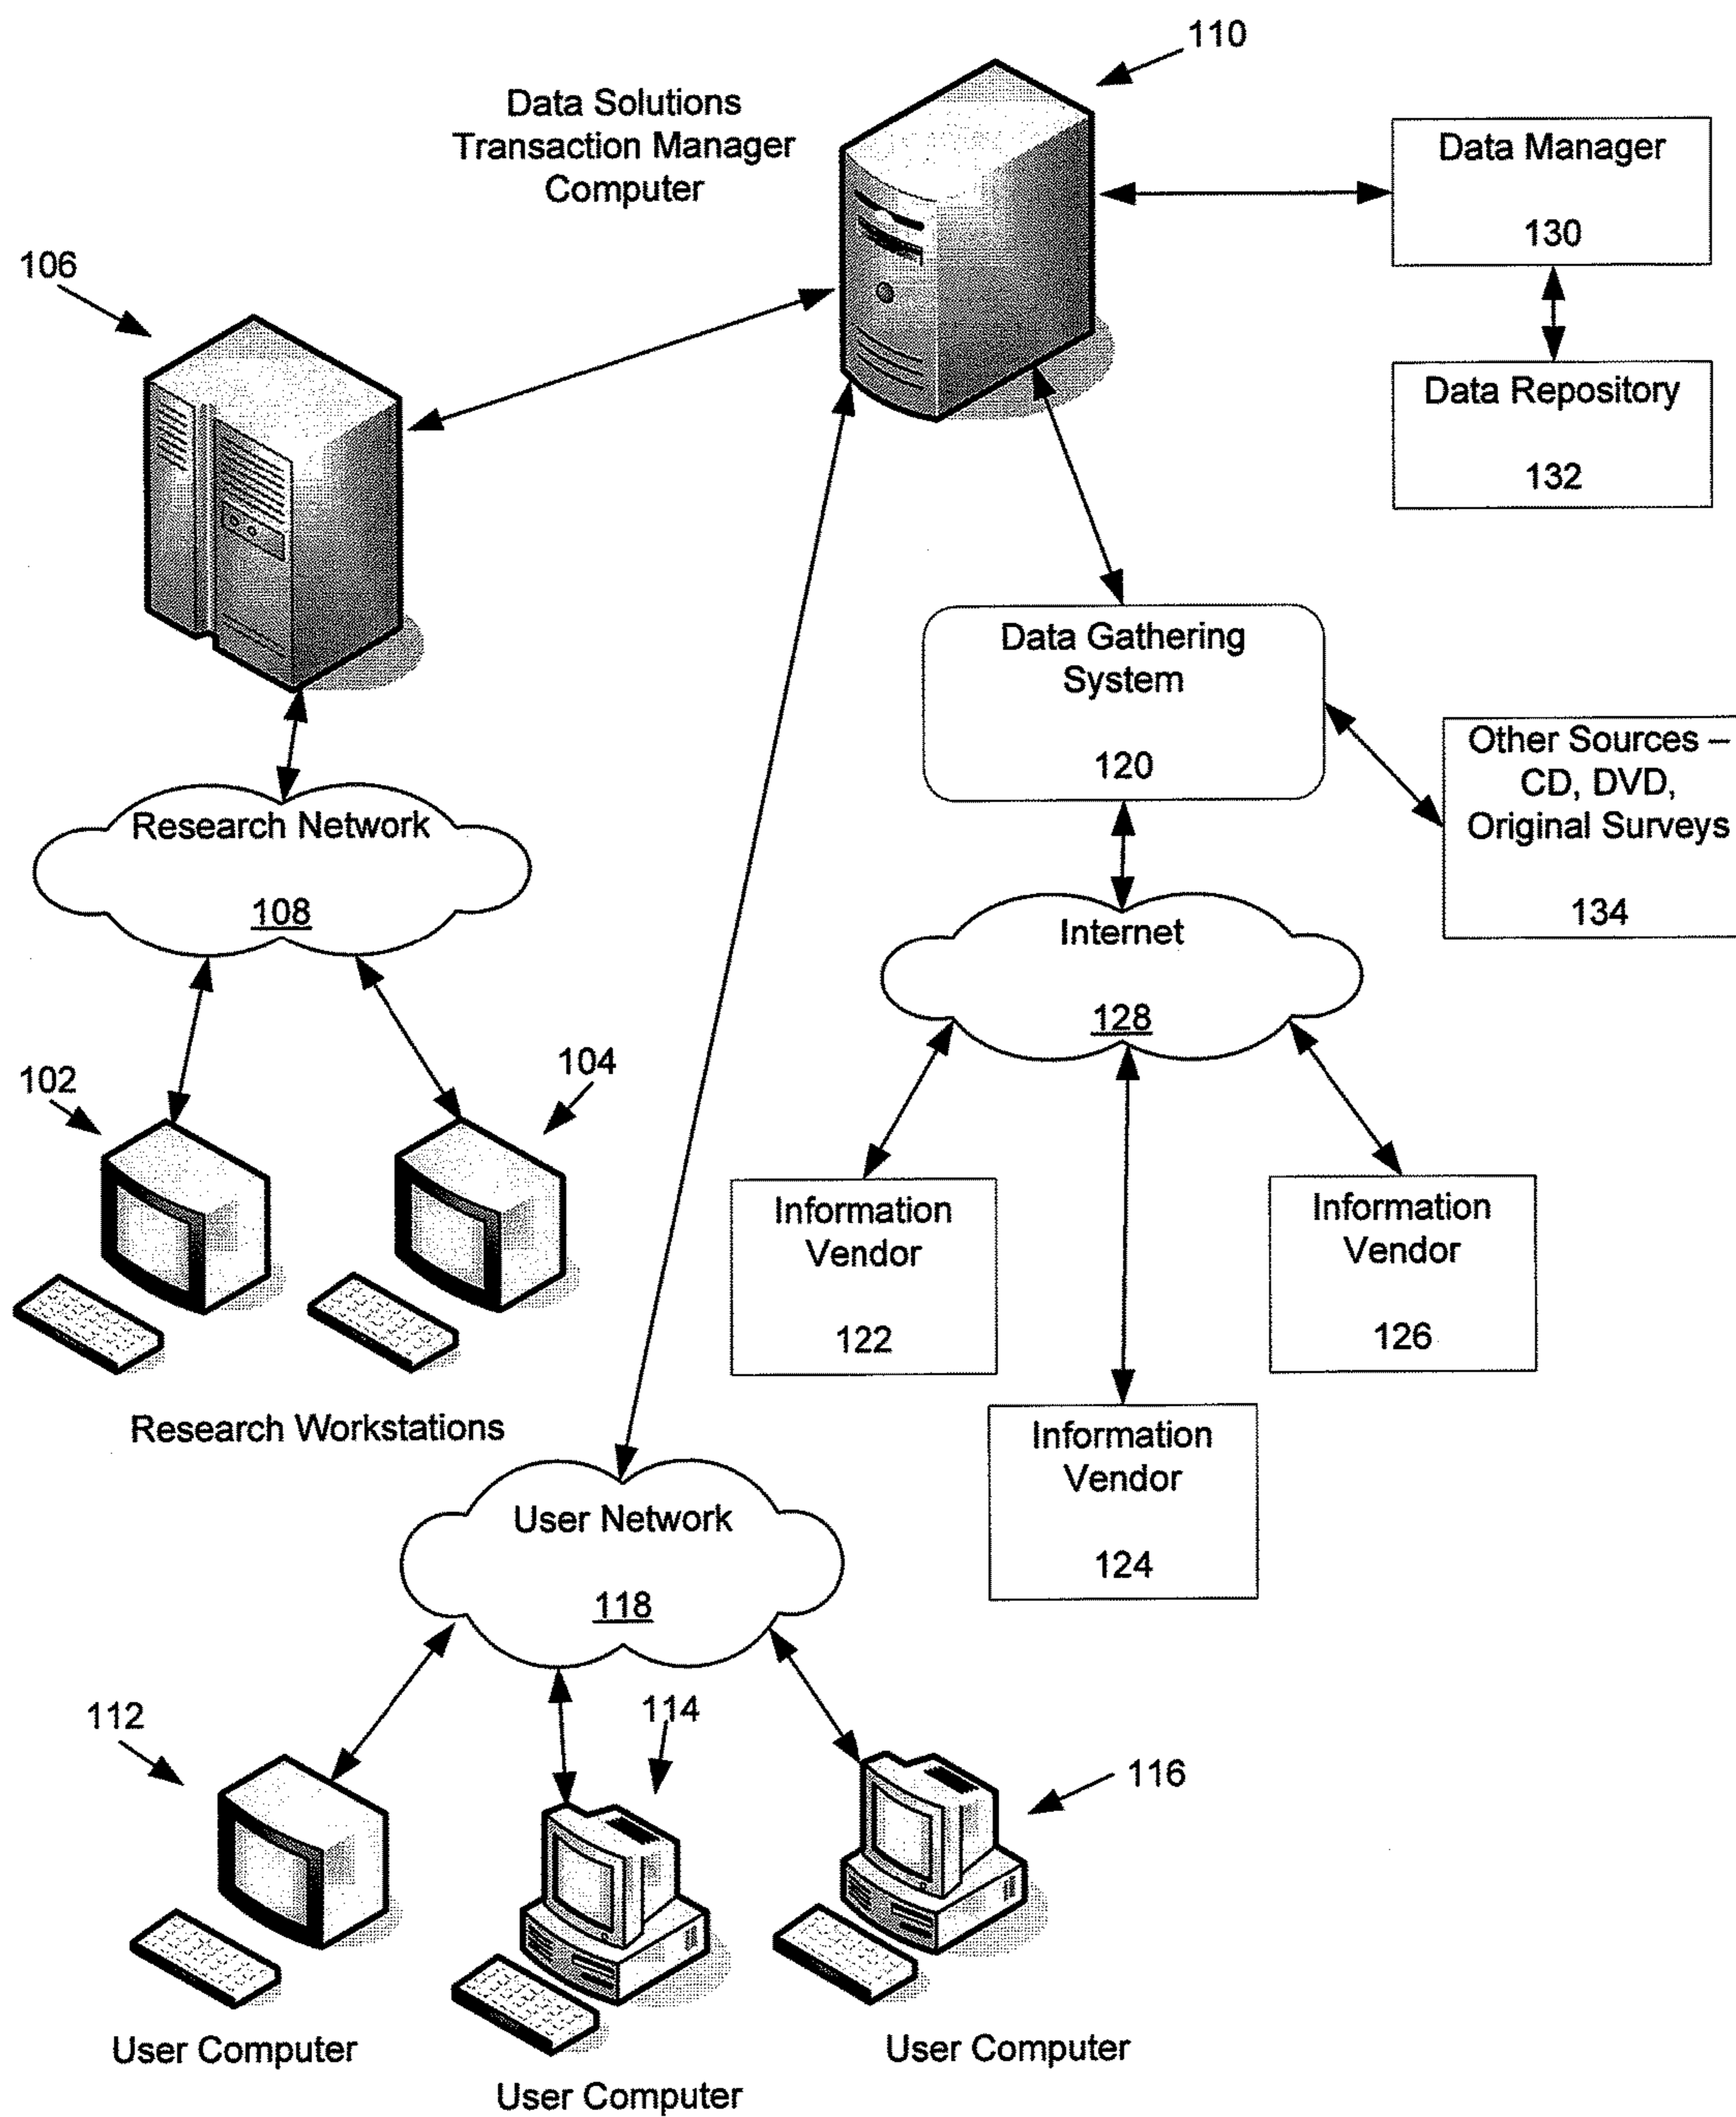 110
Data Solutions
Transaction Manager
Computer
Data Manager
130
106
Data Repository
132
Data Gathering
System
120
Other Sources –
CD, DVD,
Original Surveys
134
Research Network
108
Internet
128
102
104
Information
Vendor
122
Information
Vendor
126
Research Workstations
Information
Vendor
124
User Network
118
112
114
116
User Computer
User Computer
User Computer